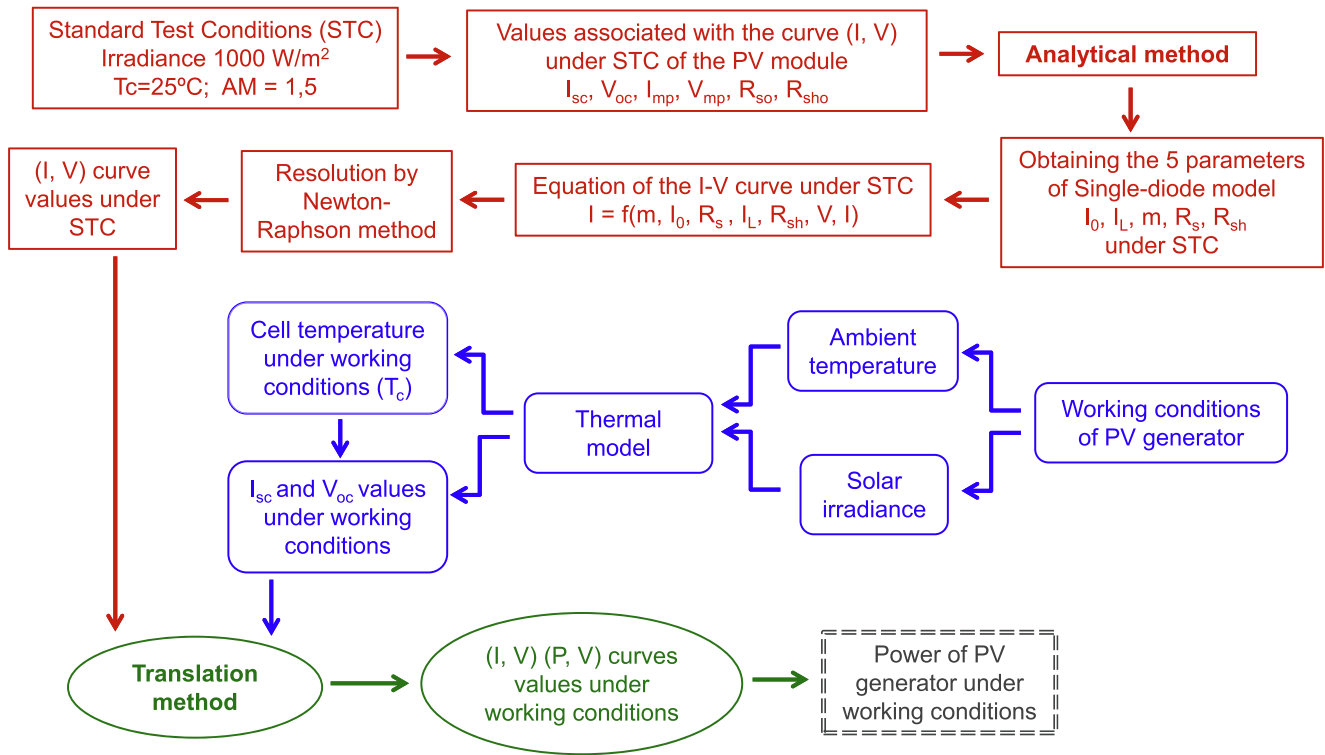 Standard Test Conditions (STC)
Irradiance 1000 W/m²
Tc=25ºC; AM = 1,5
Values associated with the curve (I, V)
under STC of the PV module
Isc, Voc, Imp, Vmp, Rso, Rsho
Analytical method
Obtaining the 5 parameters
of Single-diode model
I0, IL, m, Rs, Rsh
under STC
Equation of the I-V curve under STC
I = f(m, I0, Rs , IL, Rsh, V, I)
Resolution by
Newton-
Raphson method
(I, V) curve
values under
STC
Working conditions
of PV generator
Ambient
temperature
Solar
irradiance
Thermal
model
Cell temperature
under working
conditions (Tc)
Isc and Voc values
under working
conditions
Translation
method
(I, V) (P, V) curves
values under
working conditions
Power of PV
generator under
working conditions